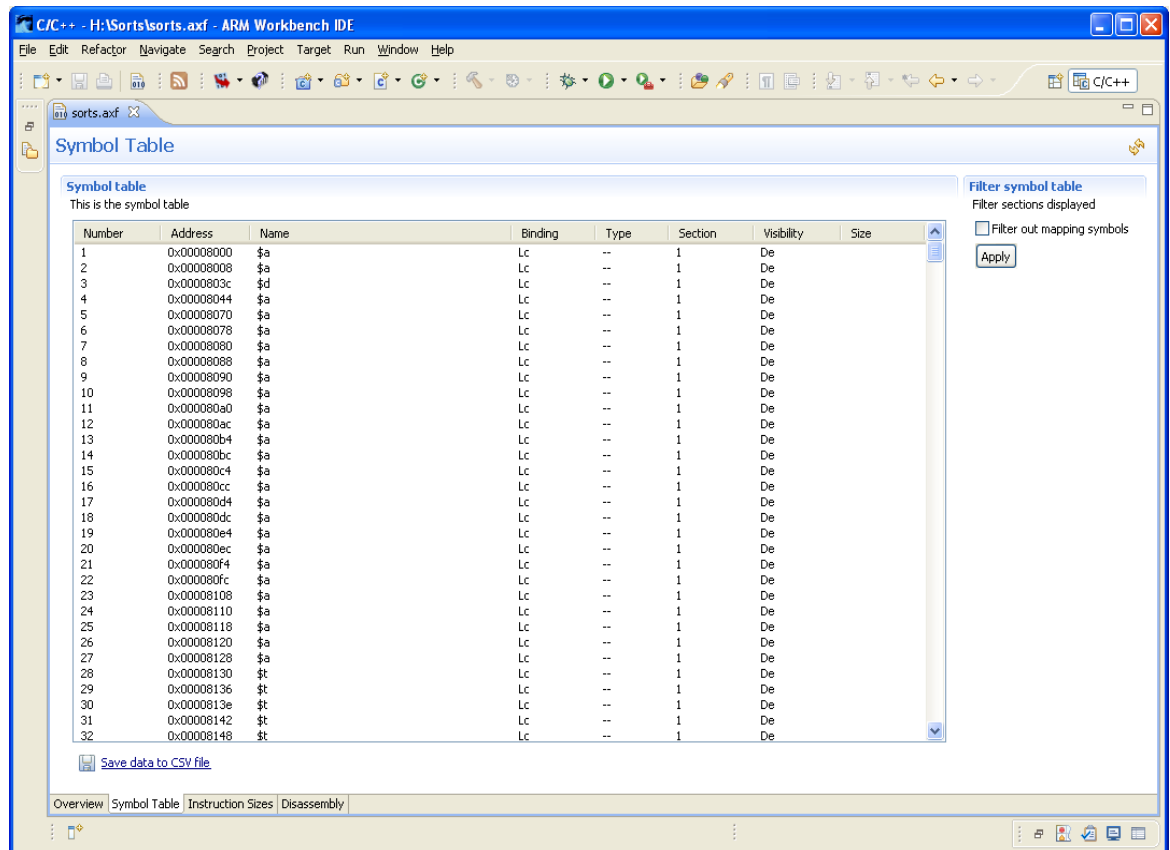 C/C++ - H:\Sorts\sorts.axf - ARM Workbench IDE
File Edit Refactor Navigate Search Project Target Run Window Help
C/C++
sorts.axf
Symbol Table
Symbol table
This is the symbol table
Filter symbol table
Filter sections displayed
Filter out mapping symbols
Apply
Number Address Name Binding Type Section Visibility Size
1 0x00008000 $a Lc -- 1 De
2 0x00008008 $a Lc -- 1 De
3 0x0000803c $d Lc -- 1 De
4 0x00008044 $a Lc -- 1 De
5 0x00008070 $a Lc -- 1 De
6 0x00008078 $a Lc -- 1 De
7 0x00008080 $a Lc -- 1 De
8 0x00008088 $a Lc -- 1 De
9 0x00008090 $a Lc -- 1 De
10 0x00008098 $a Lc -- 1 De
11 0x000080a0 $a Lc -- 1 De
12 0x000080ac $a Lc -- 1 De
13 0x000080b4 $a Lc -- 1 De
14 0x000080bc $a Lc -- 1 De
15 0x000080c4 $a Lc -- 1 De
16 0x000080cc $a Lc -- 1 De
17 0x000080d4 $a Lc -- 1 De
18 0x000080dc $a Lc -- 1 De
19 0x000080e4 $a Lc -- 1 De
20 0x000080ec $a Lc -- 1 De
21 0x000080f4 $a Lc -- 1 De
22 0x000080fc $a Lc -- 1 De
23 0x00008108 $a Lc -- 1 De
24 0x00008110 $a Lc -- 1 De
25 0x00008118 $a Lc -- 1 De
26 0x00008120 $a Lc -- 1 De
27 0x00008128 $a Lc -- 1 De
28 0x00008130 $t Lc -- 1 De
29 0x00008136 $t Lc -- 1 De
30 0x0000813e $t Lc -- 1 De
31 0x00008142 $t Lc -- 1 De
32 0x00008148 $t Lc -- 1 De
Save data to CSV file
Overview Symbol Table Instruction Sizes Disassembly